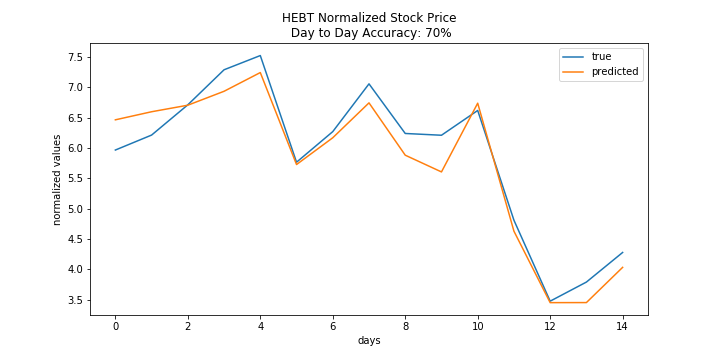 HEBT Normalized Stock Price
Day to Day Accuracy: 70%
true
predicted
normalized values
7.5
7.0
6.5
6.0
5.5
5.0
4.5
4.0
3.5
0 2 4 6 8 10 12 14
days